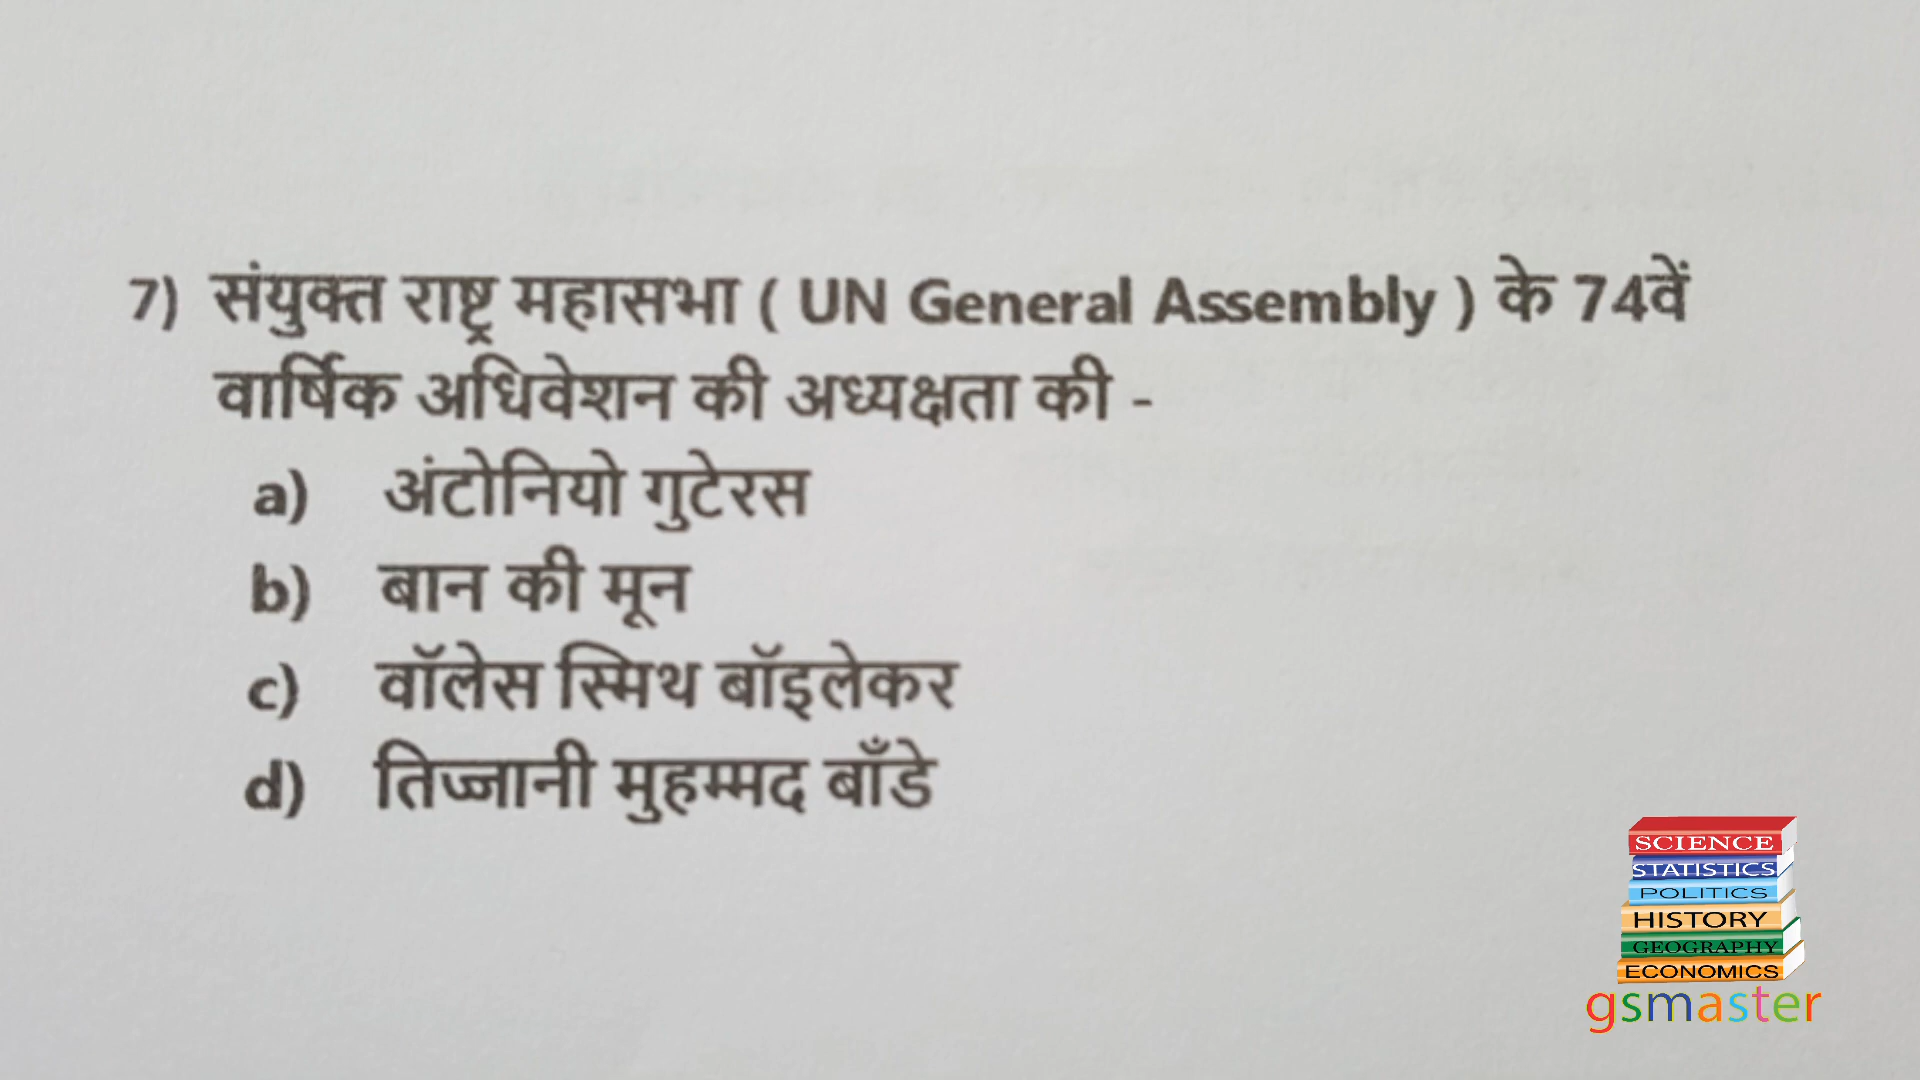 7) संयुक्त राष्ट्र महासभा ( UN General Assembly ) के 74वें
वार्षिक अधिवेशन की अध्यक्षता की -
a) अंटोनियो गुटेरस
b) बान की मून
c) वॉलेस स्मिथ बॉइलेकर
d) तिज्जानी मुहम्मद बाँडे
SCIENCE
STATISTICS
POLITICS
HISTORY
GEOGRAPHY
ECONOMICS
gsmaster